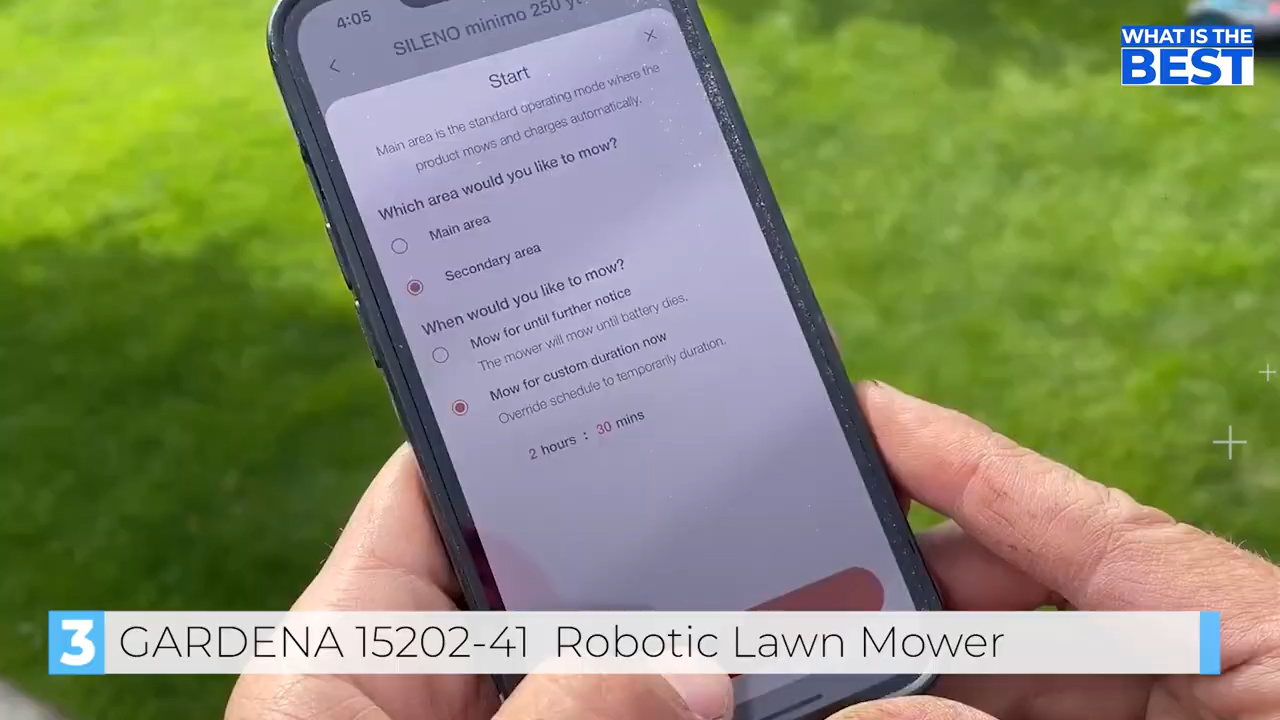 4:05
WHAT IS THE
BEST
SILENO minimo 250 yt
Start
Main area is the standard operating mode where the
product mows and charges automatically.
Which area would you like to mow?
Main area
Secondary area
When would you like to mow?
Mow for until further notice
The mower will mow until battery dies.
Mow for custom duration now
Override schedule to temporarily duration.
2 hours : 30 mins
3 GARDENA 15202-41 Robotic Lawn Mower